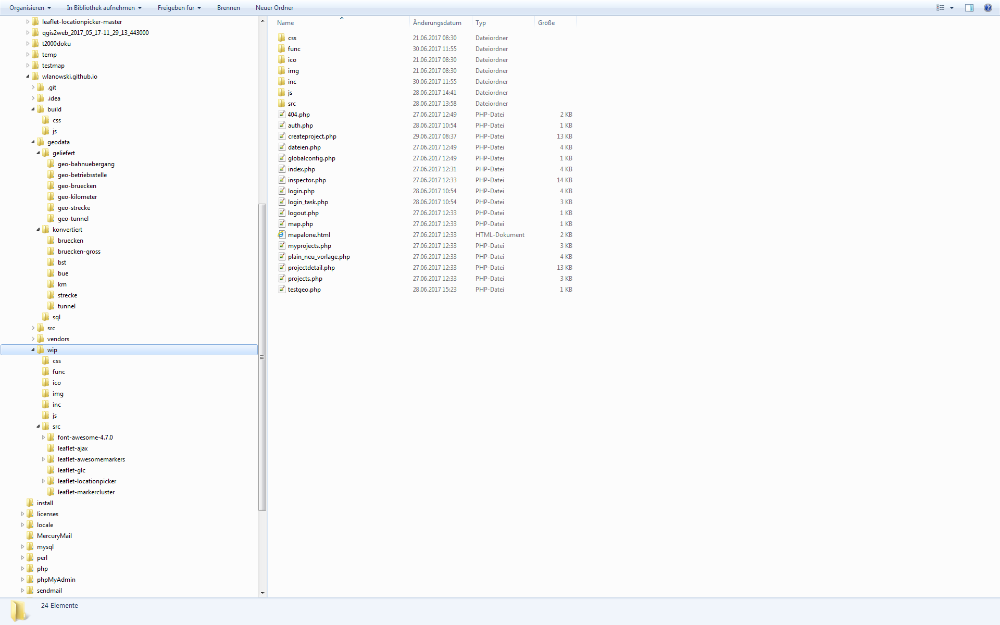 Organisieren In Bibliothek aufnehmen Freigeben für Brennen Neuer Ordner
leaflet-locationpicker-master
qgis2web_2017_05_17-11_29_13_443000
t2000doku
temp
testmap
wlanowski.github.io
.git
.idea
build
css
js
geodata
geliefert
geo-bahnuebergang
geo-betriebsstelle
geo-bruecken
geo-kilometer
geo-strecke
geo-tunnel
konvertiert
bruecken
bruecken-gross
bst
bue
km
strecke
tunnel
sql
src
vendors
wip
css
func
ico
img
inc
js
src
font-awesome-4.7.0
leaflet-ajax
leaflet-awesomemarkers
leaflet-glc
leaflet-locationpicker
leaflet-markercluster
install
licenses
locale
MercuryMail
mysql
perl
php
phpMyAdmin
sendmail
Name Änderungsdatum Typ Größe
css 21.06.2017 08:30 Dateiordner
func 30.06.2017 11:55 Dateiordner
ico 21.06.2017 08:30 Dateiordner
img 21.06.2017 08:30 Dateiordner
inc 30.06.2017 11:55 Dateiordner
js 28.06.2017 14:41 Dateiordner
src 28.06.2017 13:58 Dateiordner
404.php 27.06.2017 12:49 PHP-Datei 2 KB
auth.php 28.06.2017 10:54 PHP-Datei 1 KB
createproject.php 29.06.2017 08:37 PHP-Datei 13 KB
dateien.php 27.06.2017 12:49 PHP-Datei 4 KB
globalconfig.php 27.06.2017 12:49 PHP-Datei 1 KB
index.php 27.06.2017 12:31 PHP-Datei 4 KB
inspector.php 27.06.2017 12:33 PHP-Datei 14 KB
login.php 28.06.2017 10:54 PHP-Datei 4 KB
login_task.php 28.06.2017 10:54 PHP-Datei 3 KB
logout.php 27.06.2017 12:33 PHP-Datei 1 KB
map.php 27.06.2017 12:33 PHP-Datei 1 KB
mapalone.html 27.06.2017 12:33 HTML-Dokument 2 KB
myprojects.php 27.06.2017 12:33 PHP-Datei 3 KB
plain_neu_vorlage.php 27.06.2017 12:33 PHP-Datei 4 KB
projectdetail.php 27.06.2017 12:33 PHP-Datei 13 KB
projects.php 27.06.2017 12:33 PHP-Datei 3 KB
testgeo.php 28.06.2017 15:23 PHP-Datei 1 KB
24 Elemente